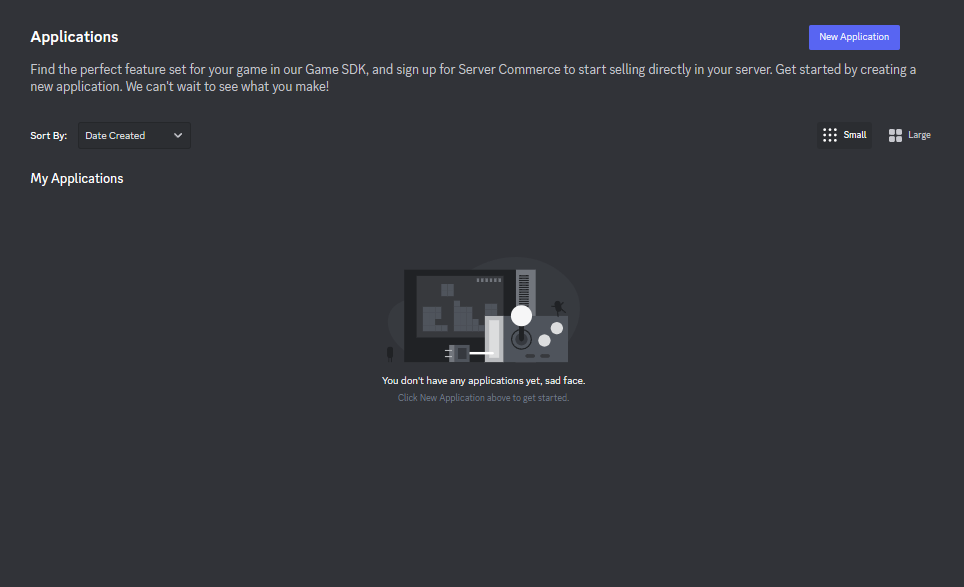 Applications
New Application
Find the perfect feature set for your game in our Game SDK, and sign up for Server Commerce to start selling directly in your server. Get started by creating a
new application. We can't wait to see what you make!
Sort By: Date Created
Small
Large
My Applications
You don't have any applications yet, sad face.
Click New Application above to get started.